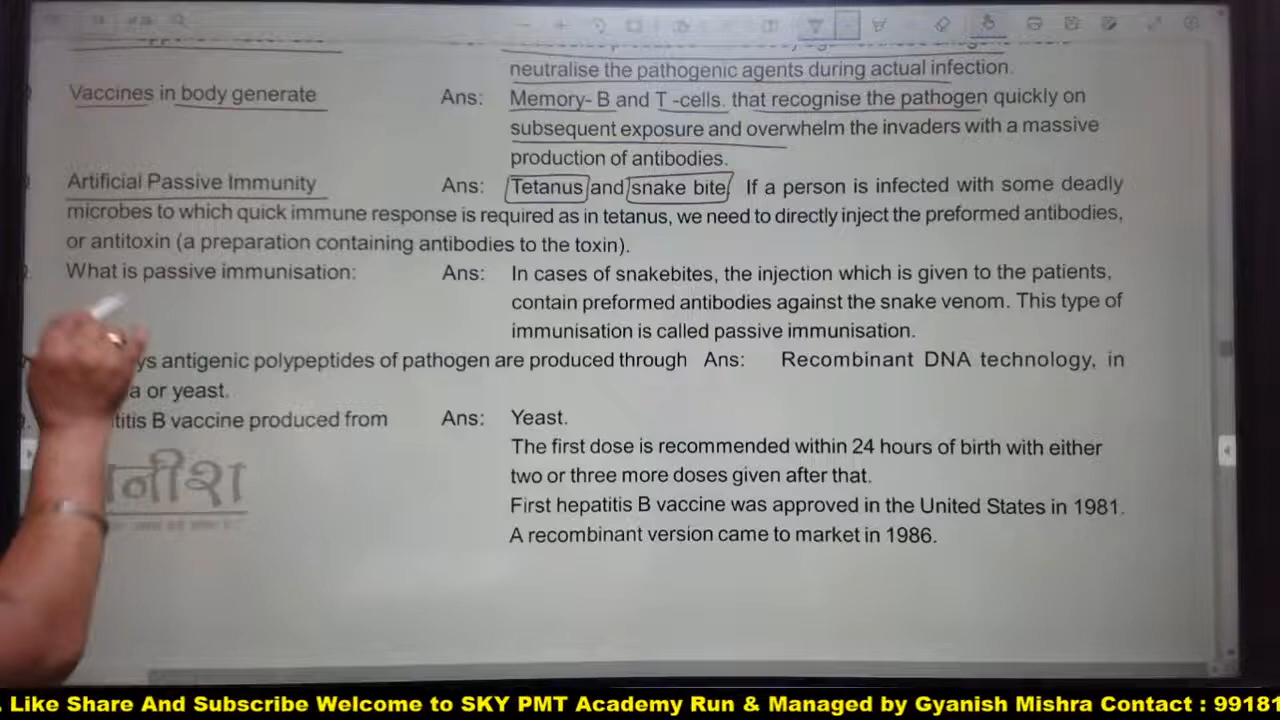 neutralise the pathogenic agents during actual infection.
Vaccines in body generate Ans: Memory- B and T -cells. that recognise the pathogen quickly on
subsequent exposure and overwhelm the invaders with a massive
production of antibodies.
Artificial Passive Immunity Ans: Tetanus and snake bite If a person is infected with some deadly
microbes to which quick immune response is required as in tetanus, we need to directly inject the preformed antibodies,
or antitoxin (a preparation containing antibodies to the toxin).
What is passive immunisation: Ans: In cases of snakebites, the injection which is given to the patients,
contain preformed antibodies against the snake venom. This type of
immunisation is called passive immunisation.
ys antigenic polypeptides of pathogen are produced through Ans: Recombinant DNA technology, in
a or yeast.
titis B vaccine produced from Ans: Yeast.
The first dose is recommended within 24 hours of birth with either
two or three more doses given after that.
First hepatitis B vaccine was approved in the United States in 1981.
A recombinant version came to market in 1986.
नीश
. Like Share And Subscribe Welcome to SKY PMT Academy Run & Managed by Gyanish Mishra Contact : 99181